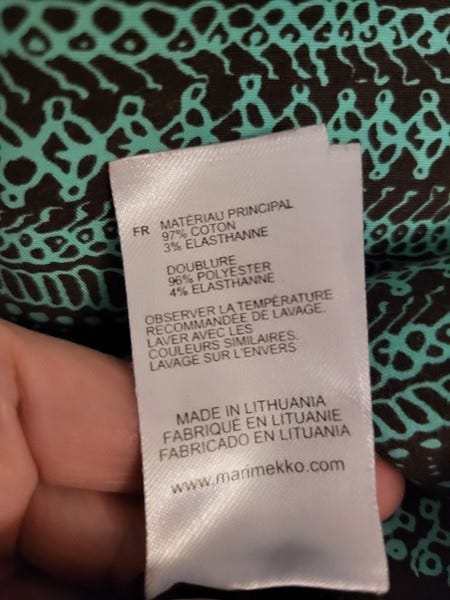 FR MATÉRIAU PRINCIPAL
97% COTON
3% ELASTHANNE
DOUBLURE
96% POLYESTER
4% ELASTHANNE
OBSERVER LA TEMPÉRATURE
RECOMMANDÉE DE LAVAGE.
LAVER AVEC LES
COULEURS SIMILAIRES.
LAVAGE SUR L'ENVERS
MADE IN LITHUANIA
FABRIQUE EN LITUANIE
FABRICADO EN LITUANIA
www.marimekko.com